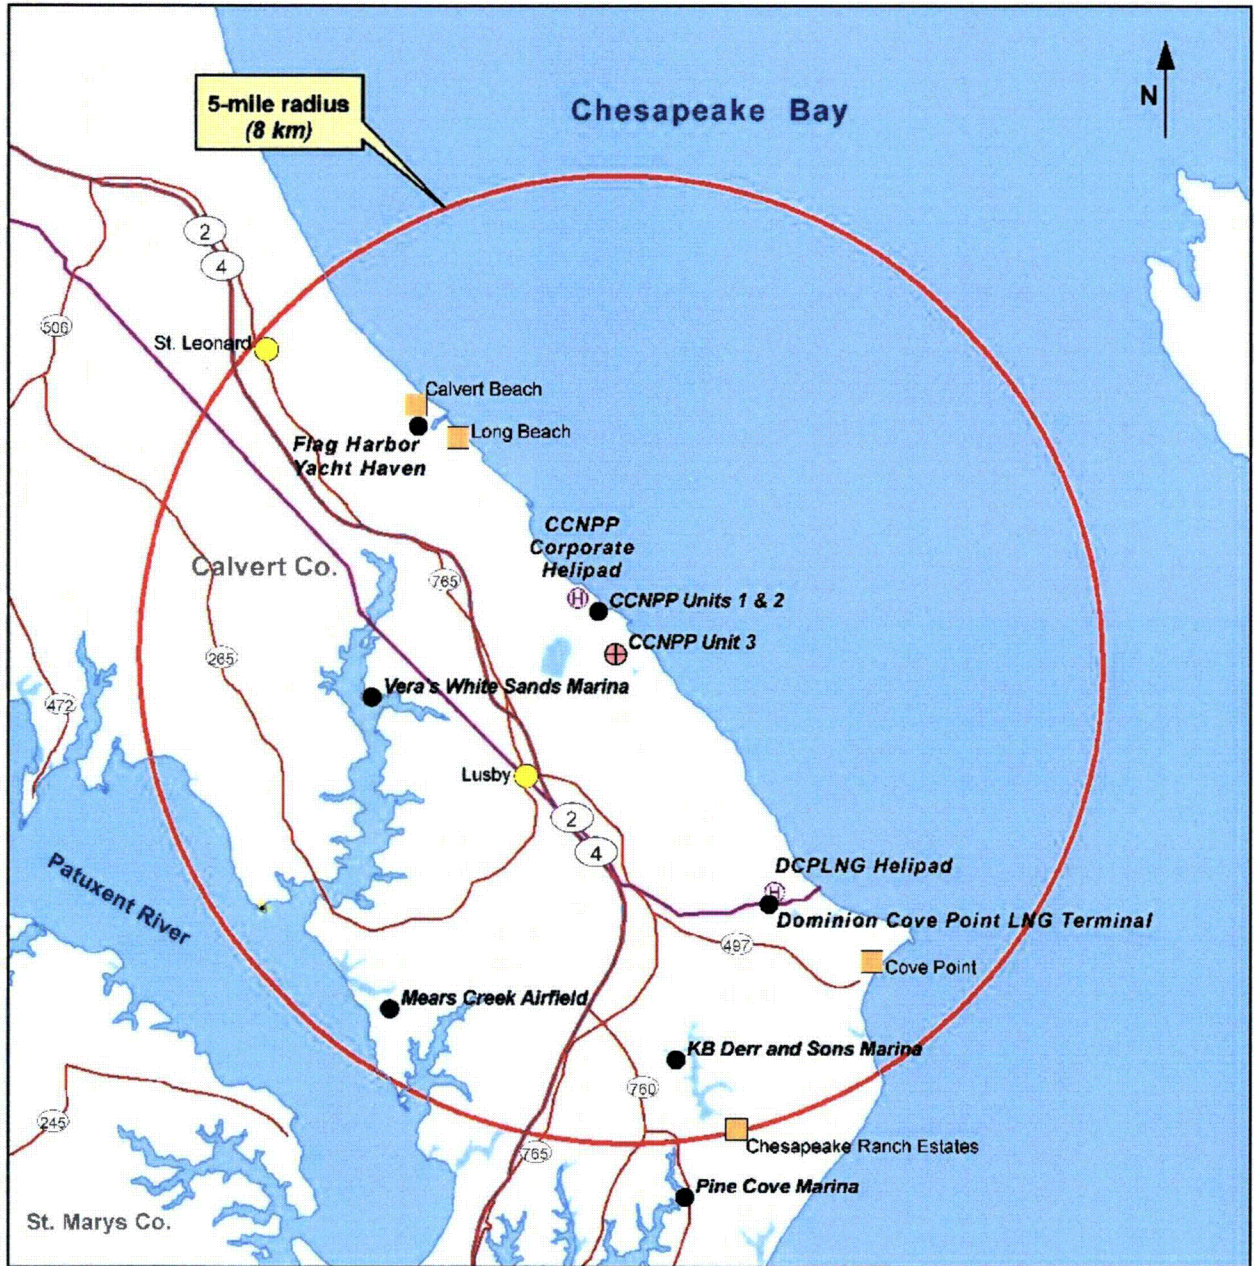 5-mile radius
(8 km)
Chesapeake Bay
N
2
4
506
St. Leonard
Calvert Beach
Long Beach
Flag Harbor
Yacht Haven
CCNPP
Corporate
Helipad
Calvert Co.
765
H
CCNPP Units 1 & 2
CCNPP Unit 3
265
Vera's White Sands Marina
472
Lusby
2
4
DCPLNG Helipad
H
Dominion Cove Point LNG Terminal
Patuxent River
497
Cove Point
Mears Creek Airfield
KB Derr and Sons Marina
760
245
765
Chesapeake Ranch Estates
Pine Cove Marina
St. Marys Co.